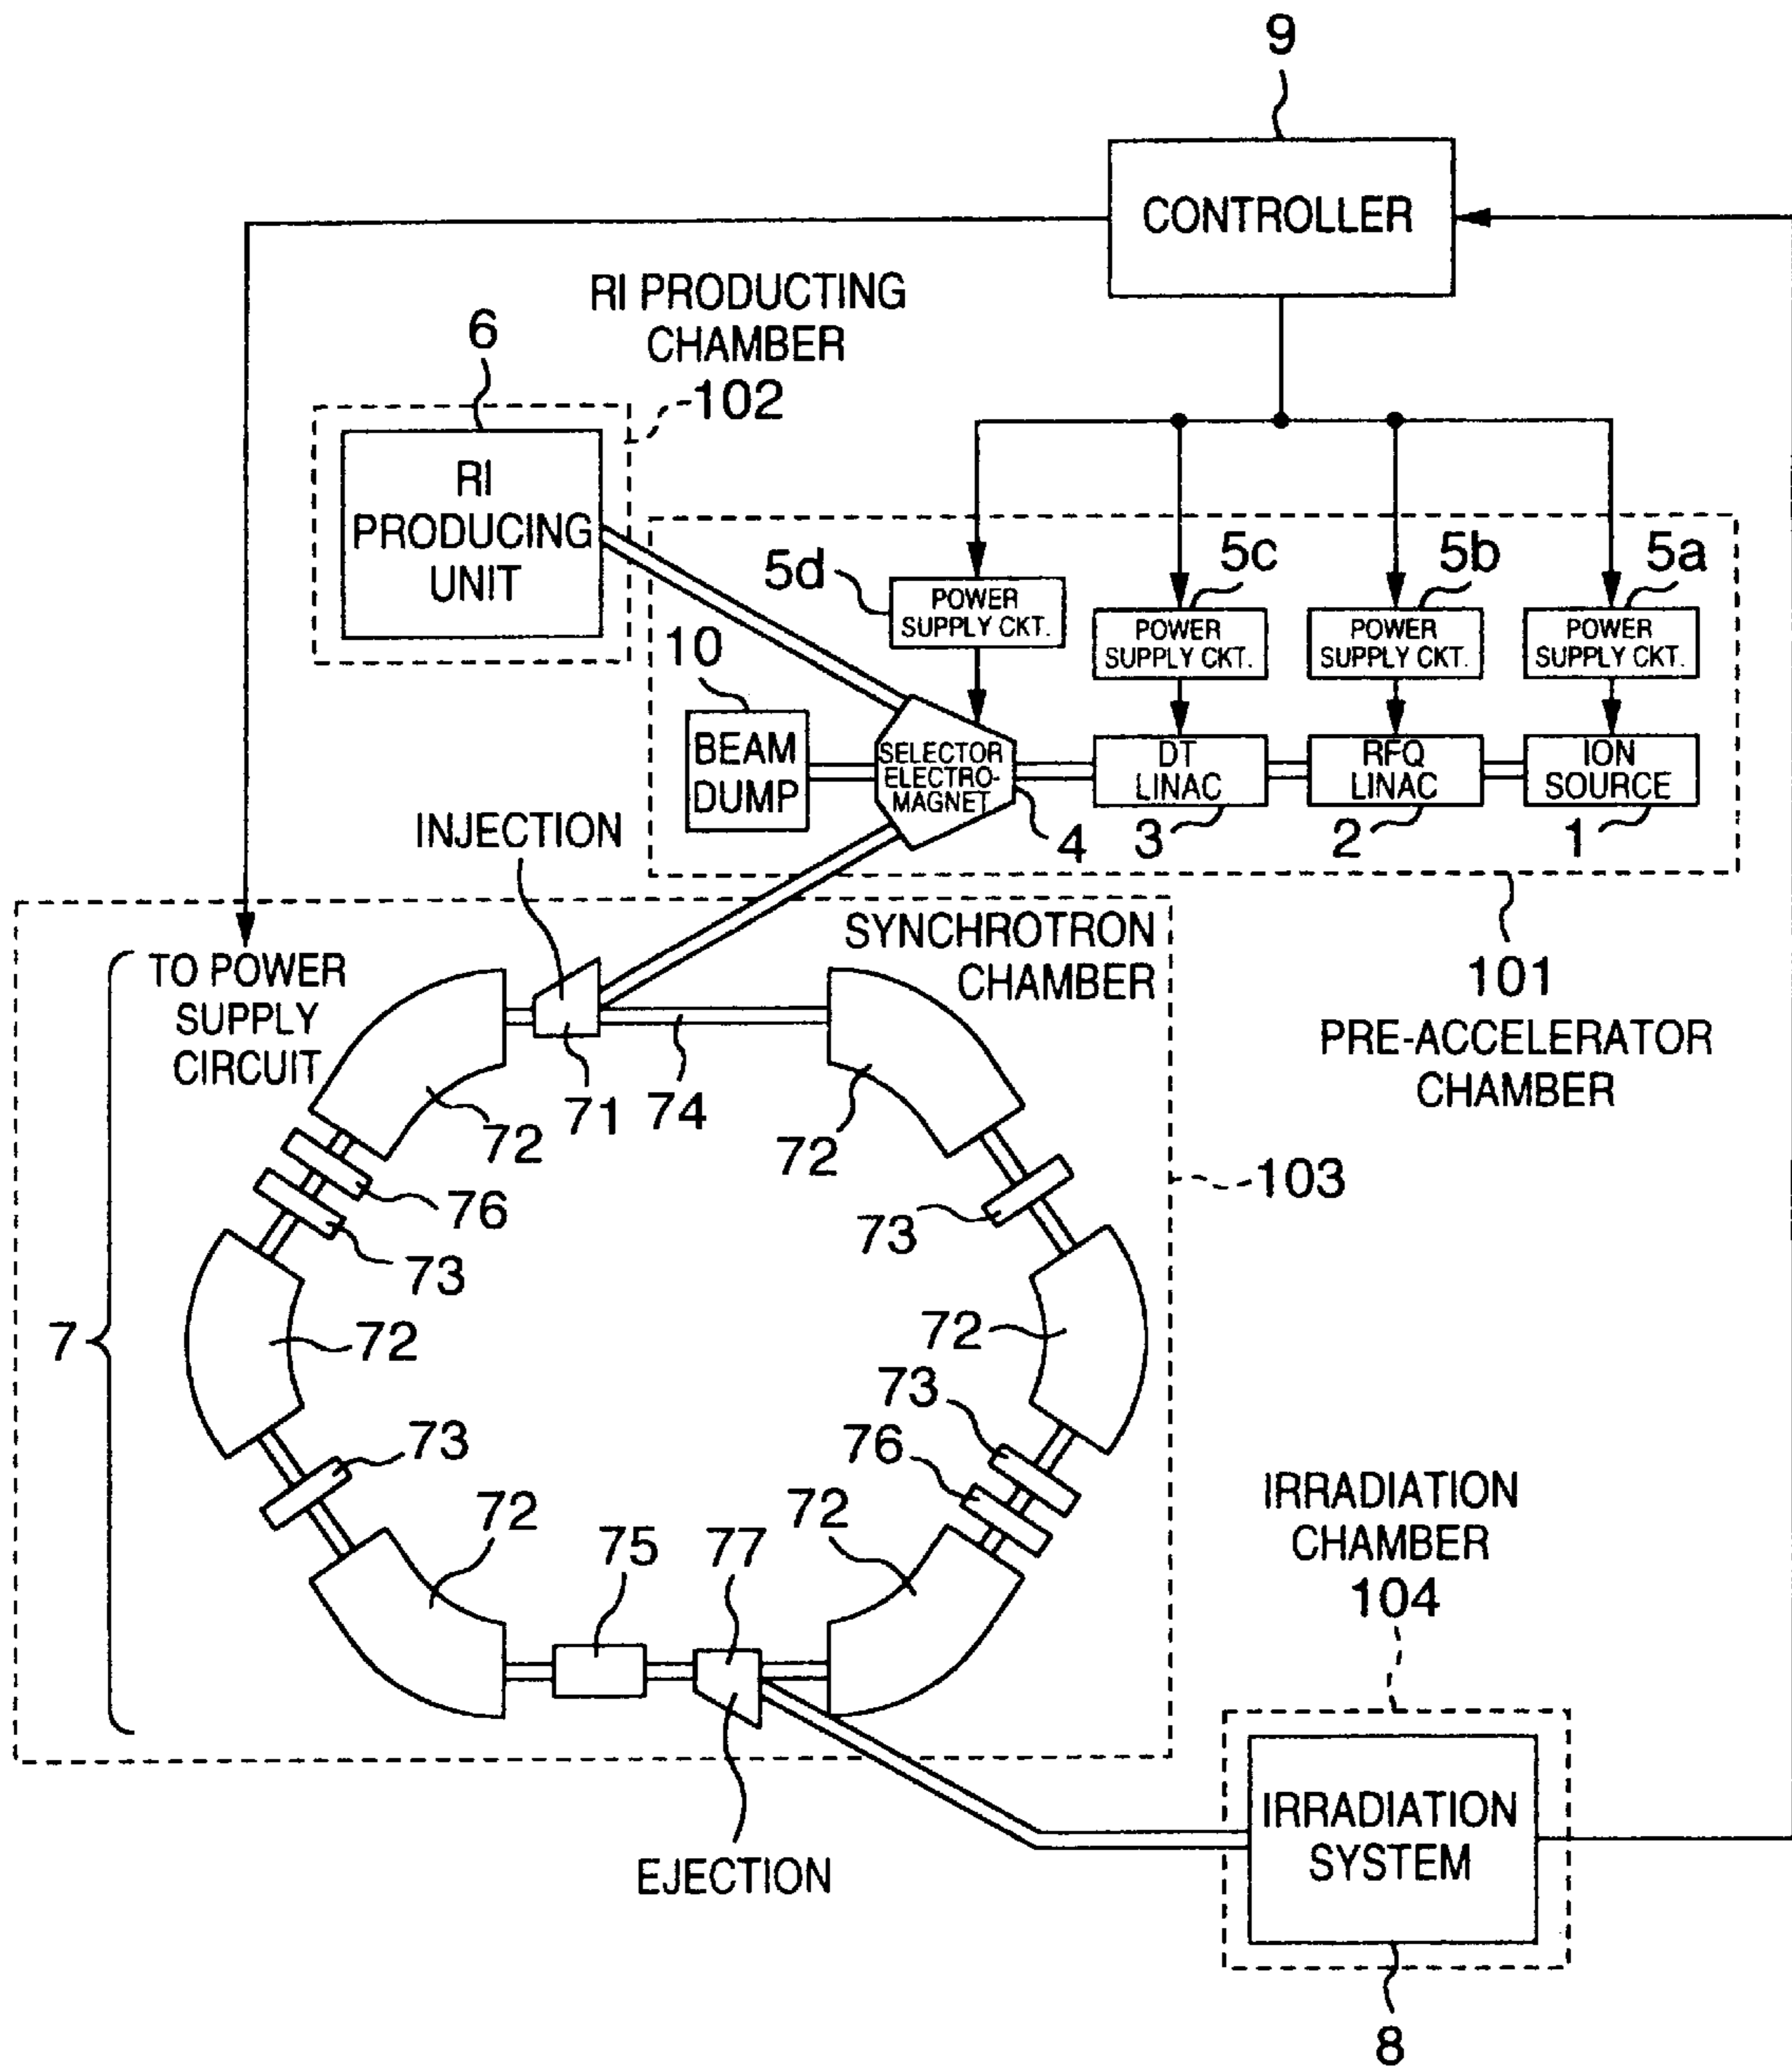 9
CONTROLLER
RI PRODUCTING
CHAMBER
102
6
RI
PRODUCING
UNIT
5d
POWER
SUPPLY CKT.
5c
POWER
SUPPLY CKT.
5b
POWER
SUPPLY CKT.
5a
POWER
SUPPLY CKT.
10
BEAM
DUMP
SELECTOR
ELECTRO-
MAGNET
4
DT
LINAC
3
RFQ
LINAC
2
ION
SOURCE
1
INJECTION
101
PRE-ACCELERATOR
CHAMBER
SYNCHROTRON
CHAMBER
TO POWER
SUPPLY
CIRCUIT
71
74
72
72
76
73
73
103
7
72
72
73
73
76
72
75
77
72
EJECTION
IRRADIATION
CHAMBER
104
IRRADIATION
SYSTEM
8